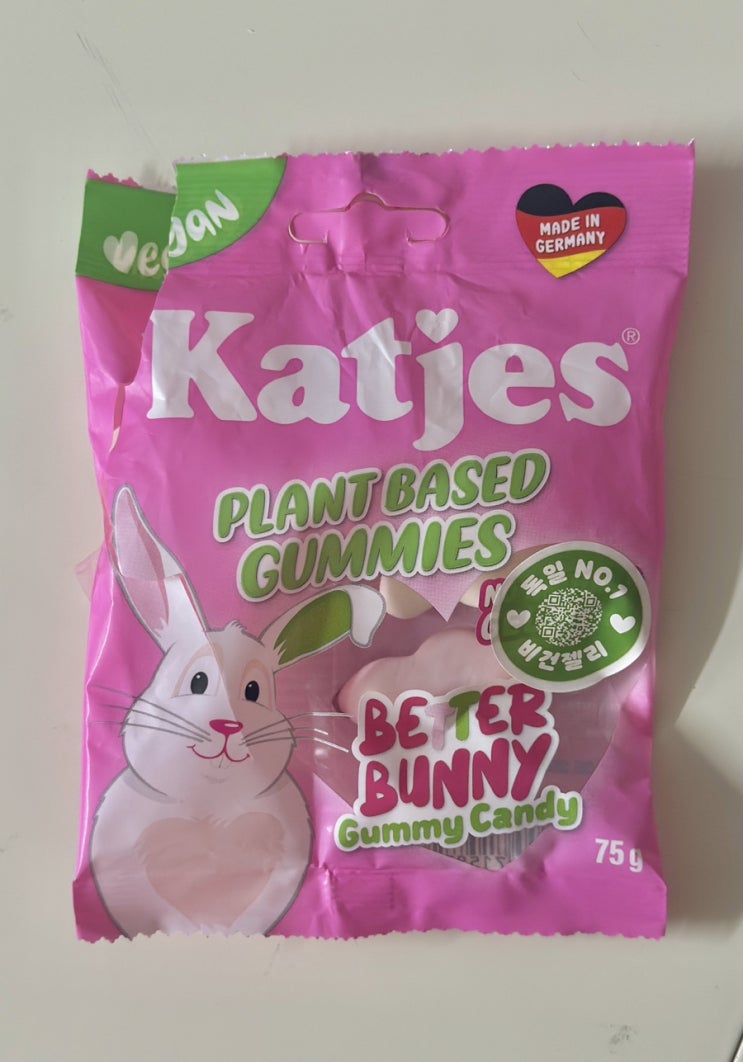 vegan
MADE IN
GERMANY
Katjes®
PLANT BASED
GUMMIES
독일 NO.1
비건젤리
BETTER
BUNNY
Gummy Candy
75 g